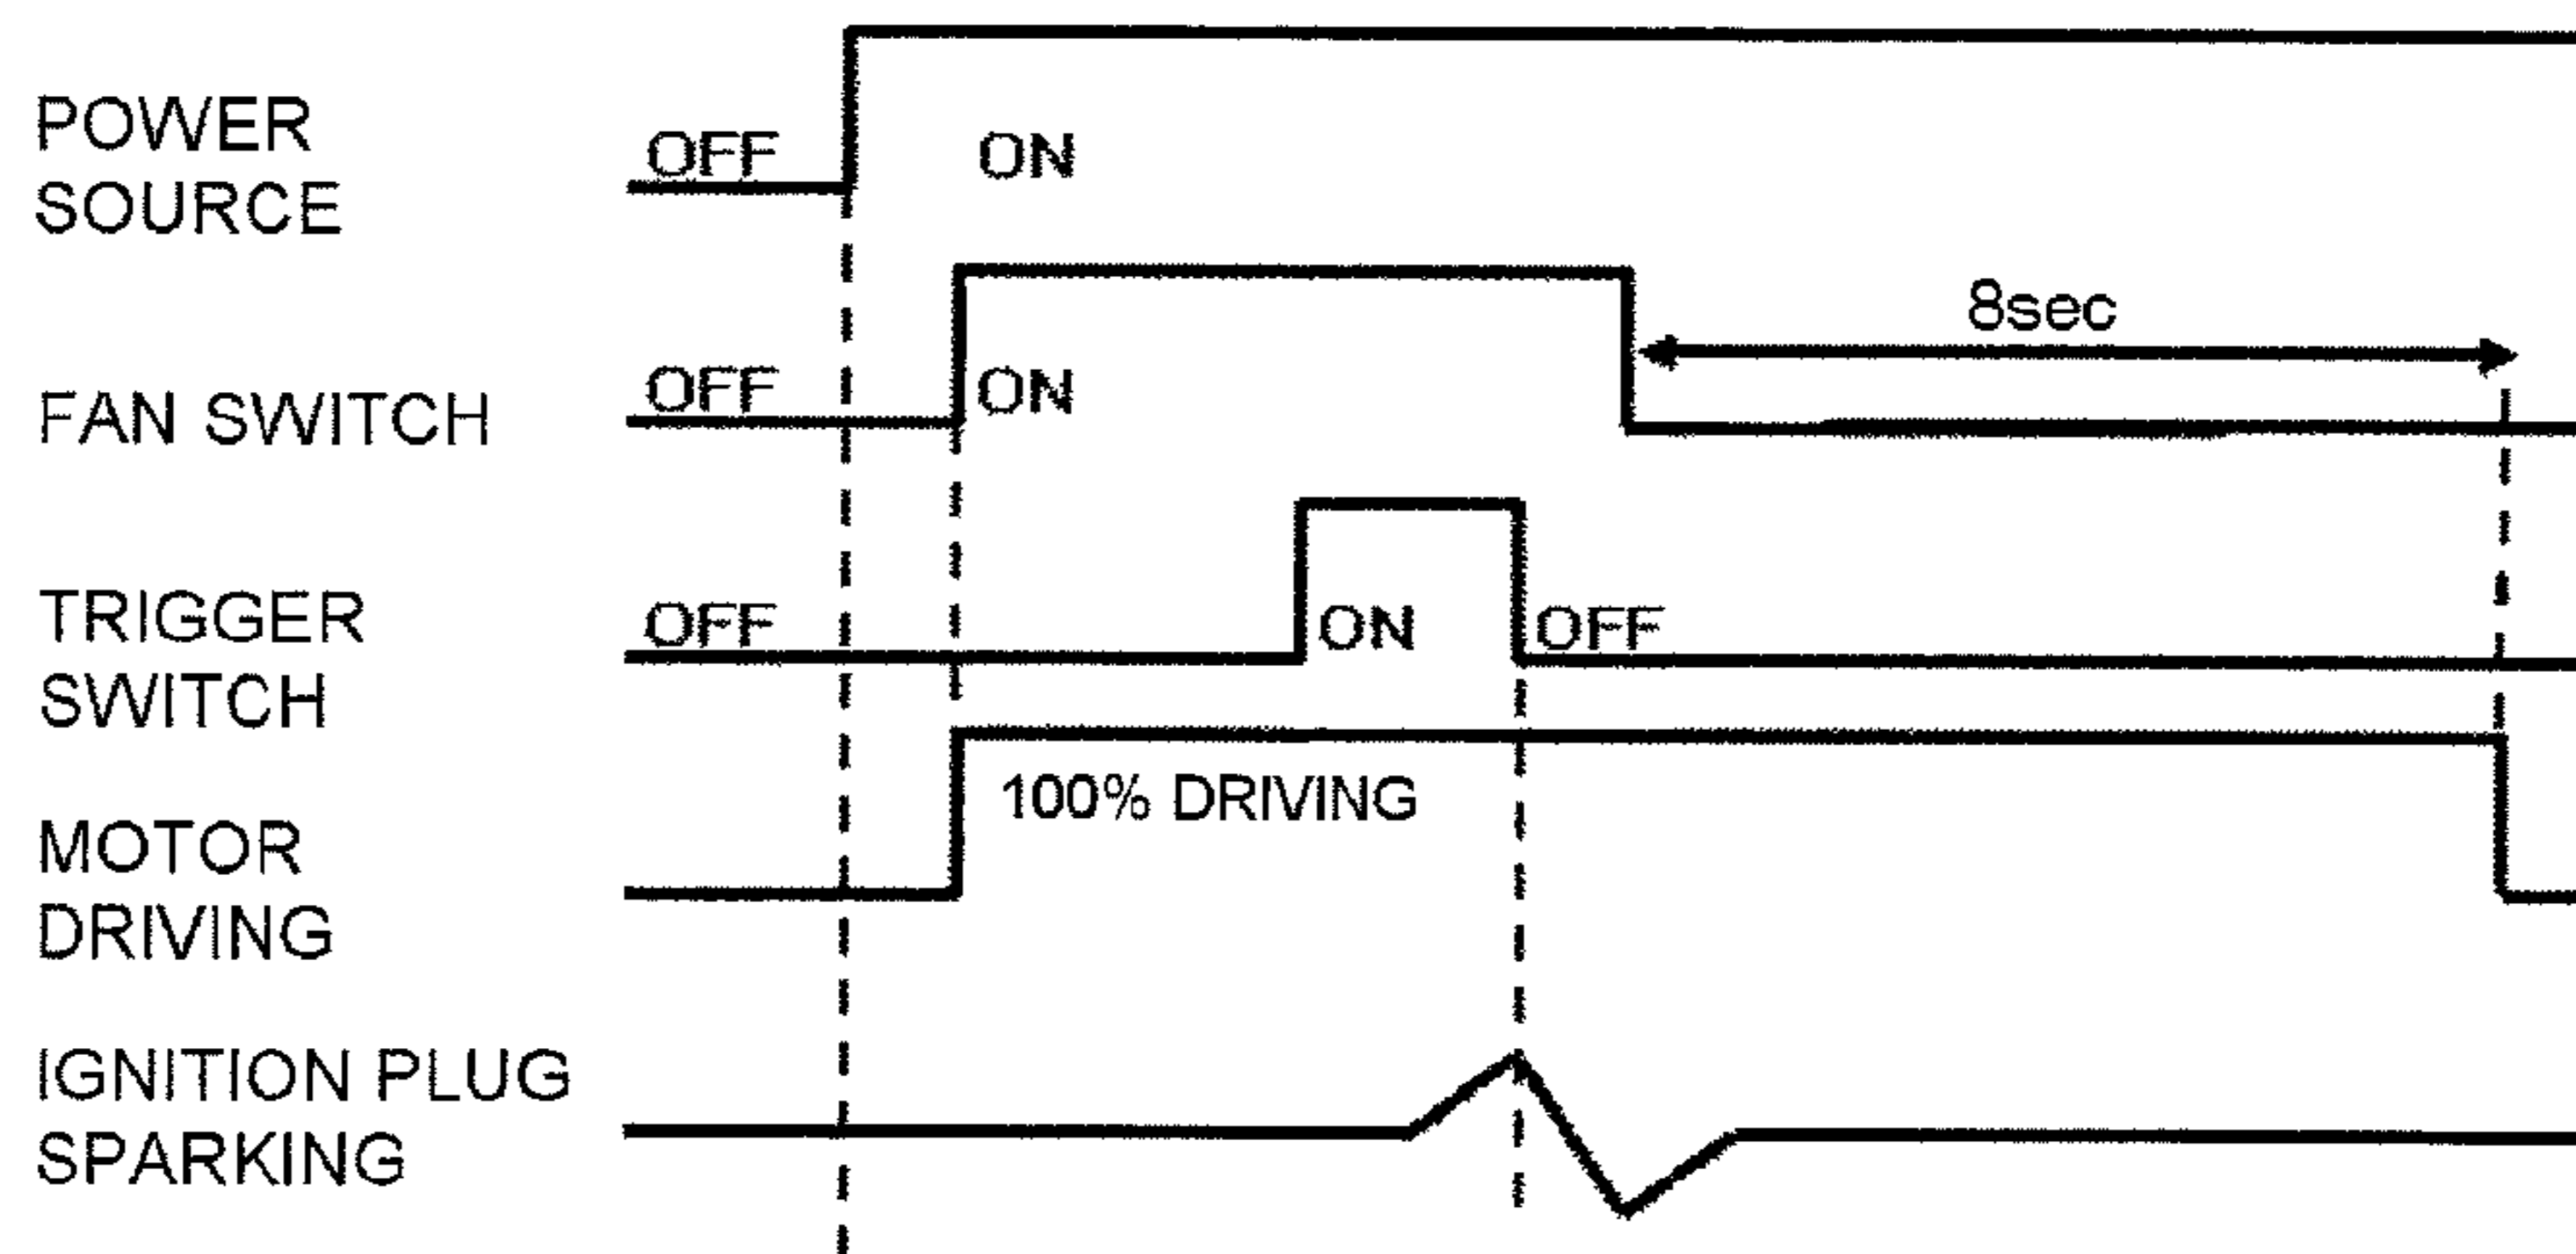 POWER
SOURCE
OFF
ON
FAN SWITCH
OFF
ON
8sec
TRIGGER
SWITCH
OFF
ON
OFF
MOTOR
DRIVING
100% DRIVING
IGNITION PLUG
SPARKING